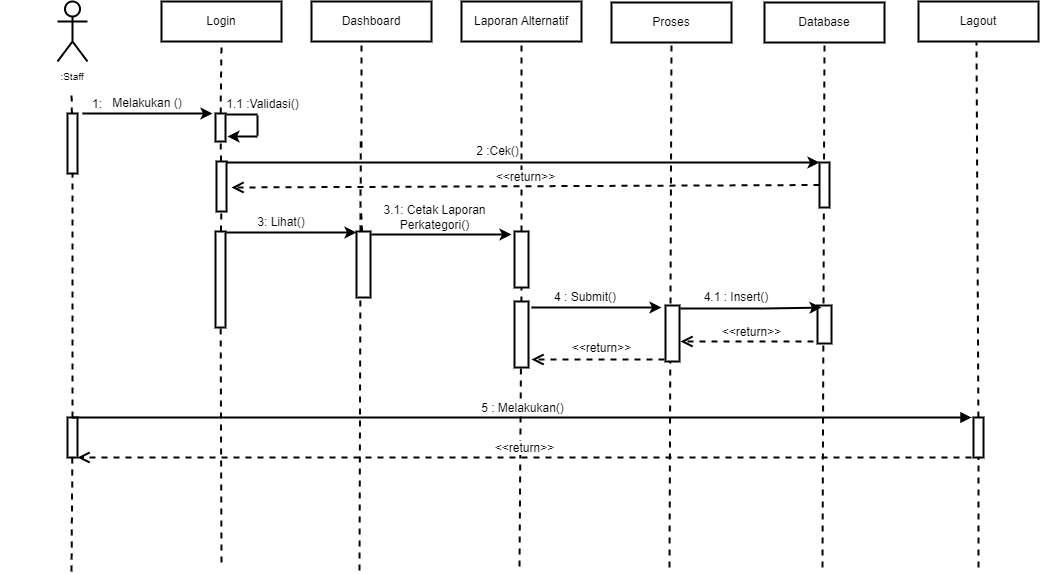 Login
Dashboard
Laporan Alternatif
Proses
Database
Lagout
:Staff
1: Melakukan ()
1.1 :Validasi()
2 :Cek()
<<return>>
3: Lihat()
3.1: Cetak Laporan
Perkategori()
4 : Submit()
4.1 : Insert()
<<return>>
<<return>>
5 : Melakukan()
<<return>>